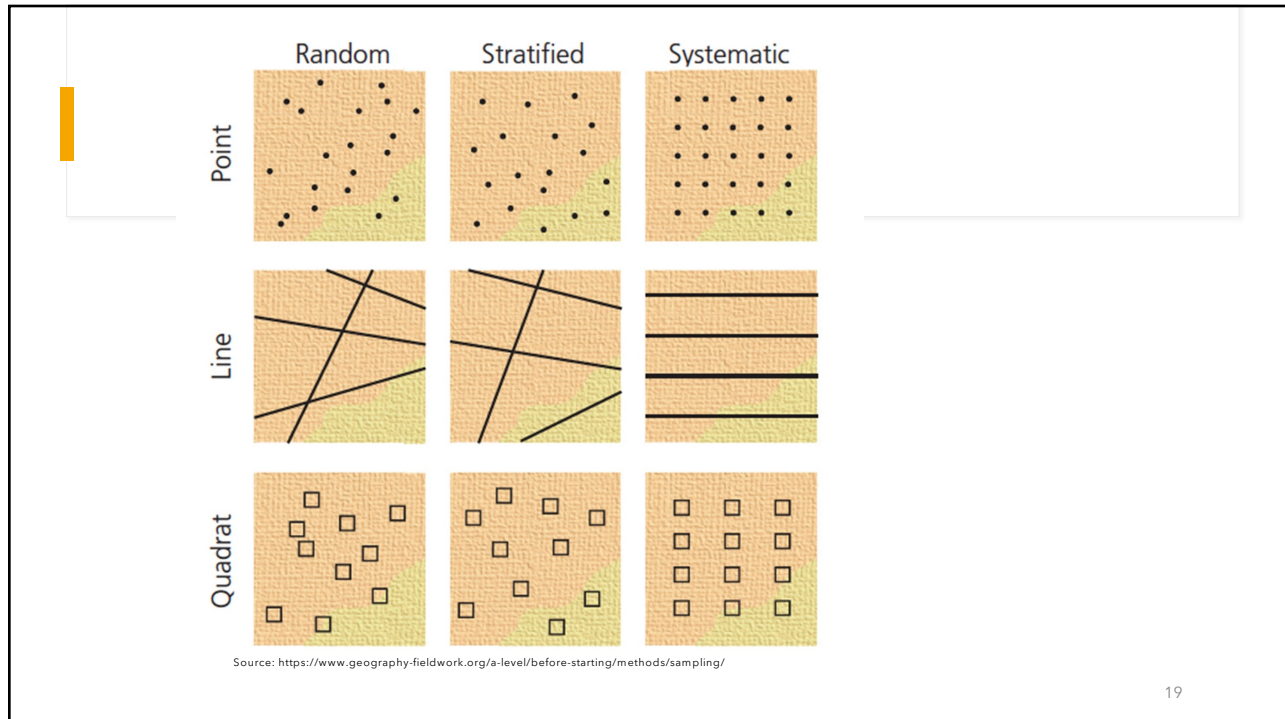 Random Stratified Systematic
Point
Line
Quadrat
Source: https://www.geography-fieldwork.org/a-level/before-starting/methods/sampling/
19